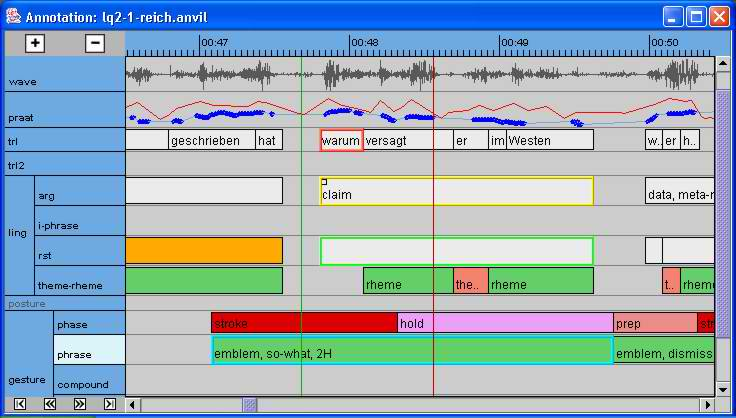 Annotation: lq2-1-reich.anvil
00:47 00:48 00:49 00:50
wave
praat
trl geschrieben hat warum versagt er im Westen w.. er h..
trl2
ling
arg claim data, meta-r
i-phrase
rst
theme-rheme rheme the.. rheme t.. rheme
posture
phase stroke hold prep str
gesture
phrase emblem, so-what, 2H emblem, dismiss
compound